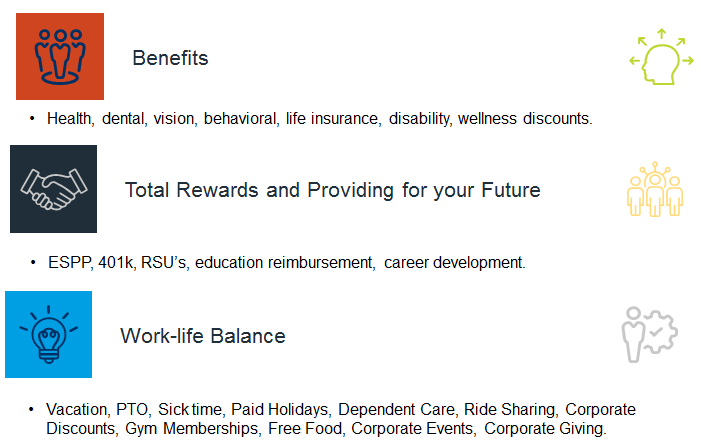 Benefits
• Health, dental, vision, behavioral, life insurance, disability, wellness discounts.
Total Rewards and Providing for your Future
• ESPP, 401k, RSU's, education reimbursement, career development.
Work-life Balance
• Vacation, PTO, Sick time, Paid Holidays, Dependent Care, Ride Sharing, Corporate
Discounts, Gym Memberships, Free Food, Corporate Events, Corporate Giving.